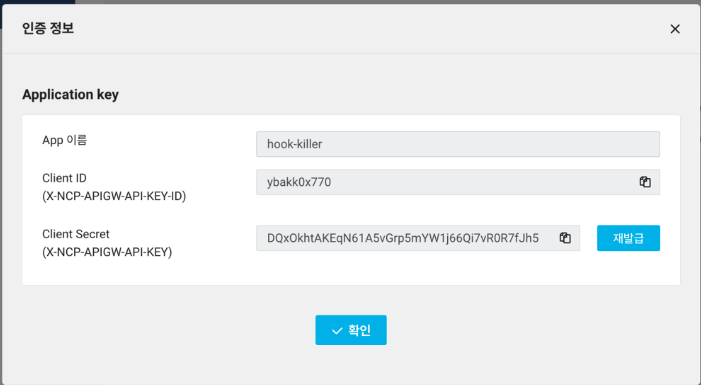 인증 정보
Application key
App 이름
hook-killer
Client ID
(X-NCP-APIGW-API-KEY-ID)
ybakk0x770
Client Secret
(X-NCP-APIGW-API-KEY)
DQxOkhtAKEqN61A5vGrp5mYW1j66Qi7vR0R7fJh5
재발급
확인